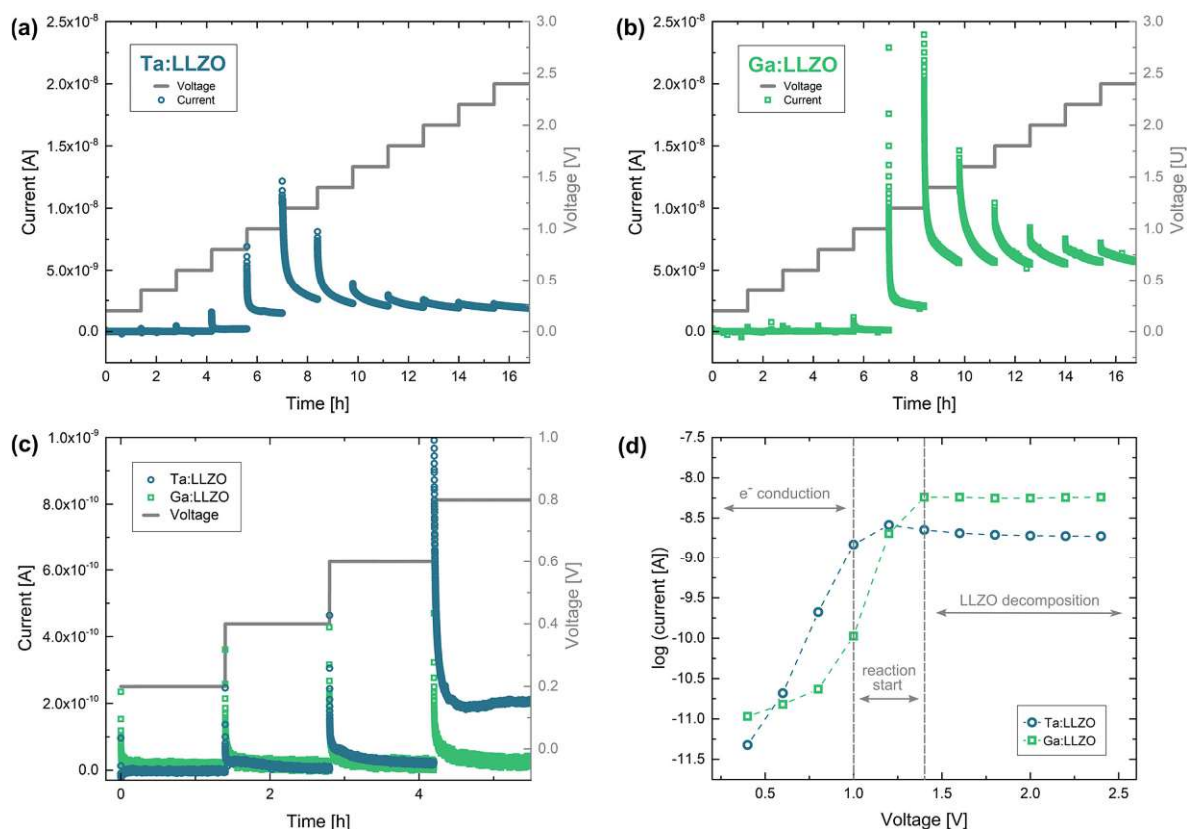 (a)
Ta:LLZO
Voltage
Current
2.5x10⁻⁸
2.0x10⁻⁸
1.5x10⁻⁸
1.0x10⁻⁸
5.0x10⁻⁹
0.0
Current [A]
3.0
2.5
2.0
1.5
1.0
0.5
0.0
Voltage [V]
0 2 4 6 8 10 12 14 16
Time [h]
(b)
Ga:LLZO
Voltage
Current
2.5x10⁻⁸
2.0x10⁻⁸
1.5x10⁻⁸
1.0x10⁻⁸
5.0x10⁻⁹
0.0
Current [A]
3.0
2.5
2.0
1.5
1.0
0.5
0.0
Voltage [U]
0 2 4 6 8 10 12 14 16
Time [h]
(c)
Ta:LLZO
Ga:LLZO
Voltage
1.0x10⁻⁹
8.0x10⁻¹⁰
6.0x10⁻¹⁰
4.0x10⁻¹⁰
2.0x10⁻¹⁰
0.0
Current [A]
1.0
0.8
0.6
0.4
0.2
0.0
Voltage [V]
0 2 4
Time [h]
(d)
-7.5
-8.0
-8.5
-9.0
-9.5
-10.0
-10.5
-11.0
-11.5
log (current [A])
e⁻ conduction
LLZO decomposition
reaction
start
Ta:LLZO
Ga:LLZO
0.5 1.0 1.5 2.0 2.5
Voltage [V]